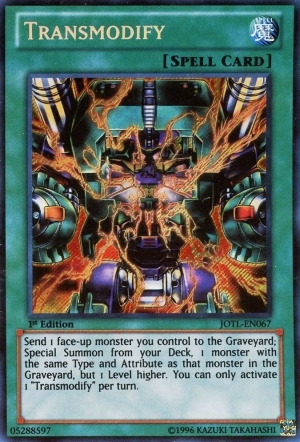 TRANSMODIFY
魔
[SPELL CARD]
1st Edition
JOTL-EN067
Send 1 face-up monster you control to the Graveyard;
Special Summon from your Deck, 1 monster with
the same Type and Attribute as that monster in
the Graveyard, but 1 Level higher. You can only activate
1 "Transmodify" per turn.
05288597
©1996 KAZUKI TAKAHASHI